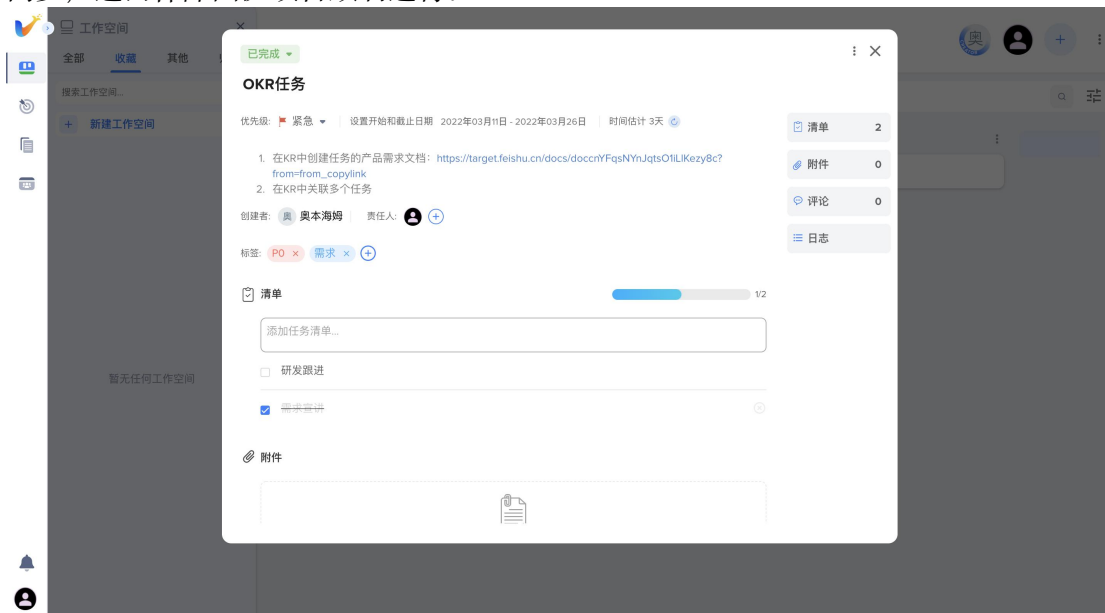 工作空间
全部 收藏 其他
搜索工作空间...
+ 新建工作空间
暂无任何工作空间
奥
已完成
OKR任务
优先级: 紧急 设置开始和截止日期 2022年03月11日 - 2022年03月26日 时间估计 3天
1. 在KR中创建任务的产品需求文档: https://target.feishu.cn/docs/doccnYFqsNYnJqtsO1iLlKezy8c?
from=from_copylink
2. 在KR中关联多个任务
创建者: 奥 奥本海姆 责任人:
标签: P0 × 需求 ×
清单 1/2
添加任务清单...
研发跟进
需求宣讲
附件
清单 2
附件 0
评论 0
日志